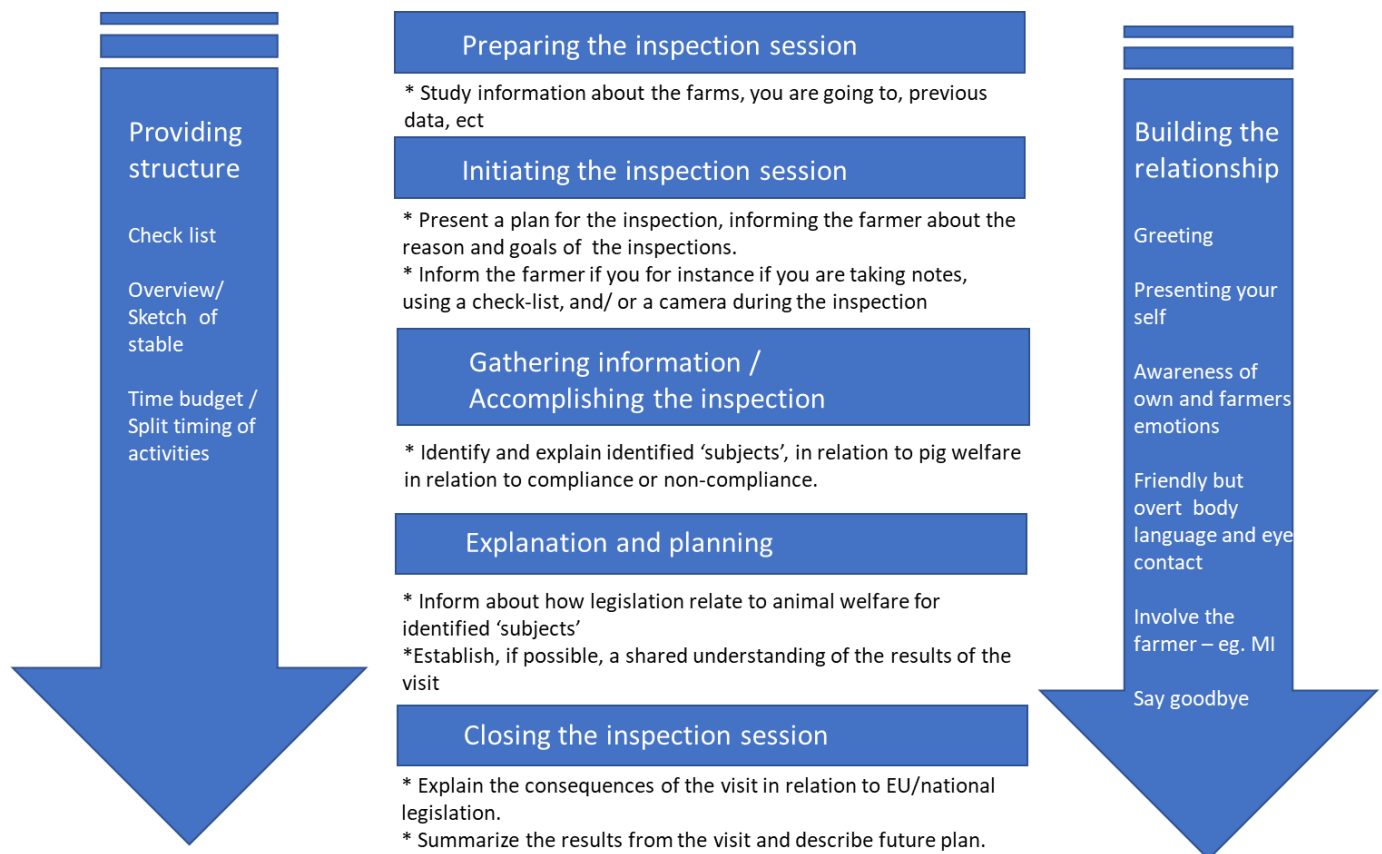 Providing
structure
Check list
Overview/
Sketch of
stable
Time budget /
Split timing of
activities
Preparing the inspection session
* Study information about the farms, you are going to, previous
data, ect
Initiating the inspection session
* Present a plan for the inspection, informing the farmer about the
reason and goals of the inspections.
* Inform the farmer if you for instance if you are taking notes,
using a check-list, and/ or a camera during the inspection
Gathering information /
Accomplishing the inspection
* Identify and explain identified ‘subjects’, in relation to pig welfare
in relation to compliance or non-compliance.
Explanation and planning
* Inform about how legislation relate to animal welfare for
identified ‘subjects’
*Establish, if possible, a shared understanding of the results of the
visit
Closing the inspection session
* Explain the consequences of the visit in relation to EU/national
legislation.
* Summarize the results from the visit and describe future plan.
Building the
relationship
Greeting
Presenting your
self
Awareness of
own and farmers
emotions
Friendly but
overt body
language and eye
contact
Involve the
farmer – eg. MI
Say goodbye